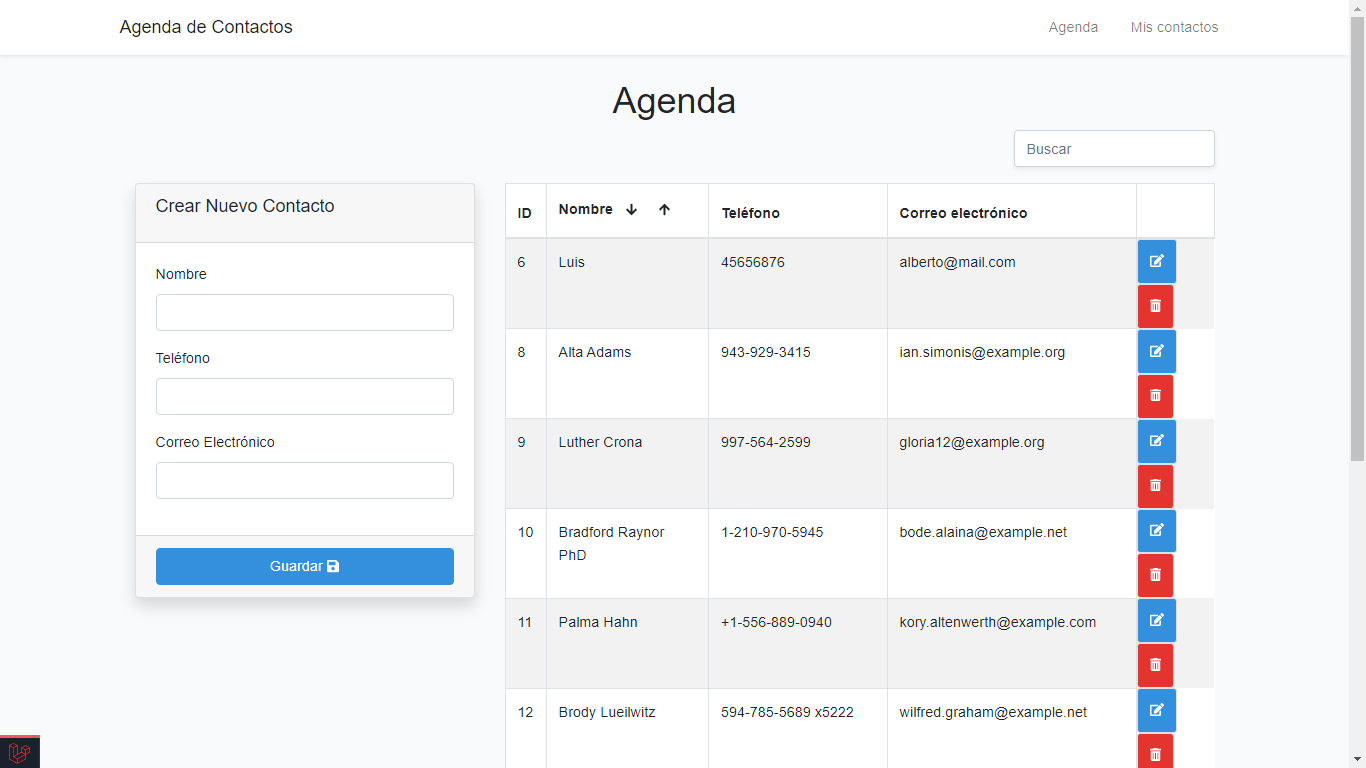 Agenda de Contactos
Agenda
Mis contactos
Agenda
Buscar
Crear Nuevo Contacto
Nombre
Teléfono
Correo Electrónico
Guardar
ID Nombre Teléfono Correo electrónico
6 Luis 45656876 alberto@mail.com
8 Alta Adams 943-929-3415 ian.simonis@example.org
9 Luther Crona 997-564-2599 gloria12@example.org
10 Bradford Raynor 1-210-970-5945 bode.alaina@example.net
PhD
11 Palma Hahn +1-556-889-0940 kory.altenwerth@example.com
12 Brody Lueilwitz 594-785-5689 x5222 wilfred.graham@example.net